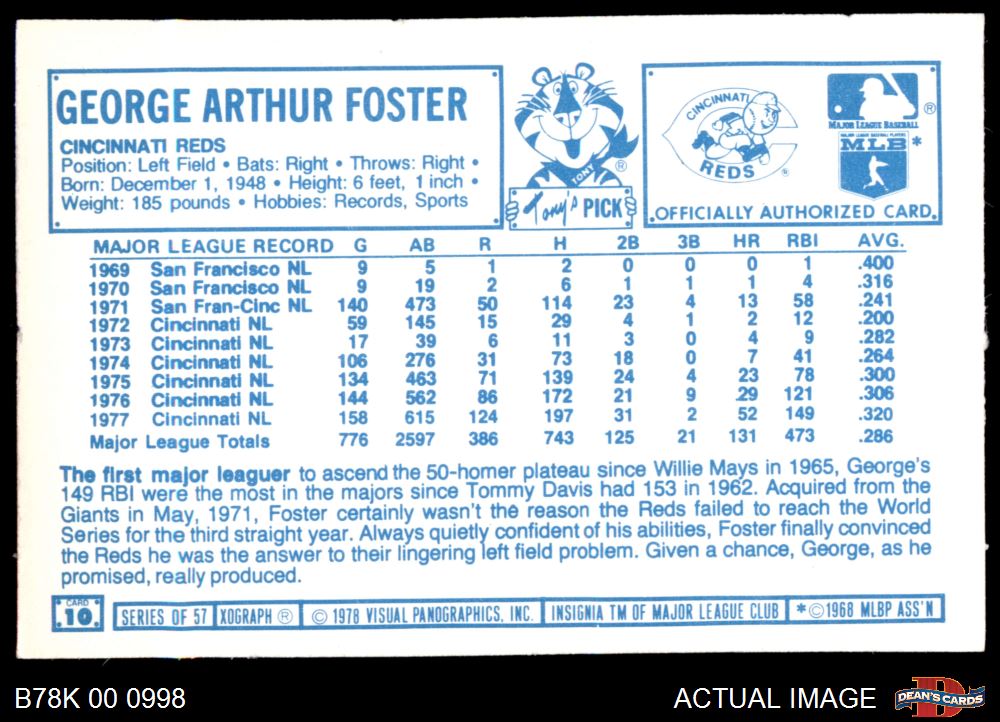 GEORGE ARTHUR FOSTER
CINCINNATI REDS
Position: Left Field • Bats: Right • Throws: Right •
Born: December 1, 1948 • Height: 6 feet, 1 inch •
Weight: 185 pounds • Hobbies: Records, Sports
TONY
®
Tony's PICK
CINCINNATI
REDS
®
®
MAJOR LEAGUE BASEBALL
MAJOR LEAGUE BASEBALL PLAYERS
MLB *
OFFICIALLY AUTHORIZED CARD.
MAJOR LEAGUE RECORD G AB R H 2B 3B HR RBI AVG.
1969 San Francisco NL 9 5 1 2 0 0 0 1 .400
1970 San Francisco NL 9 19 2 6 1 1 1 4 .316
1971 San Fran-Cinc NL 140 473 50 114 23 4 13 58 .241
1972 Cincinnati NL 59 145 15 29 4 1 2 12 .200
1973 Cincinnati NL 17 39 6 11 3 0 4 9 .282
1974 Cincinnati NL 106 276 31 73 18 0 7 41 .264
1975 Cincinnati NL 134 463 71 139 24 4 23 78 .300
1976 Cincinnati NL 144 562 86 172 21 9 29 121 .306
1977 Cincinnati NL 158 615 124 197 31 2 52 149 .320
Major League Totals 776 2597 386 743 125 21 131 473 .286
The first major leaguer to ascend the 50-homer plateau since Willie Mays in 1965, George's
149 RBI were the most in the majors since Tommy Davis had 153 in 1962. Acquired from the
Giants in May, 1971, Foster certainly wasn't the reason the Reds failed to reach the World
Series for the third straight year. Always quietly confident of his abilities, Foster finally convinced
the Reds he was the answer to their lingering left field problem. Given a chance, George, as he
promised, really produced.
CARD
10
SERIES OF 57 XOGRAPH ® © 1978 VISUAL PANOGRAPHICS, INC. INSIGNIA TM OF MAJOR LEAGUE CLUB *©1968 MLBP ASS'N
B78K 00 0998
ACTUAL IMAGE
D
DEAN'S CARDS